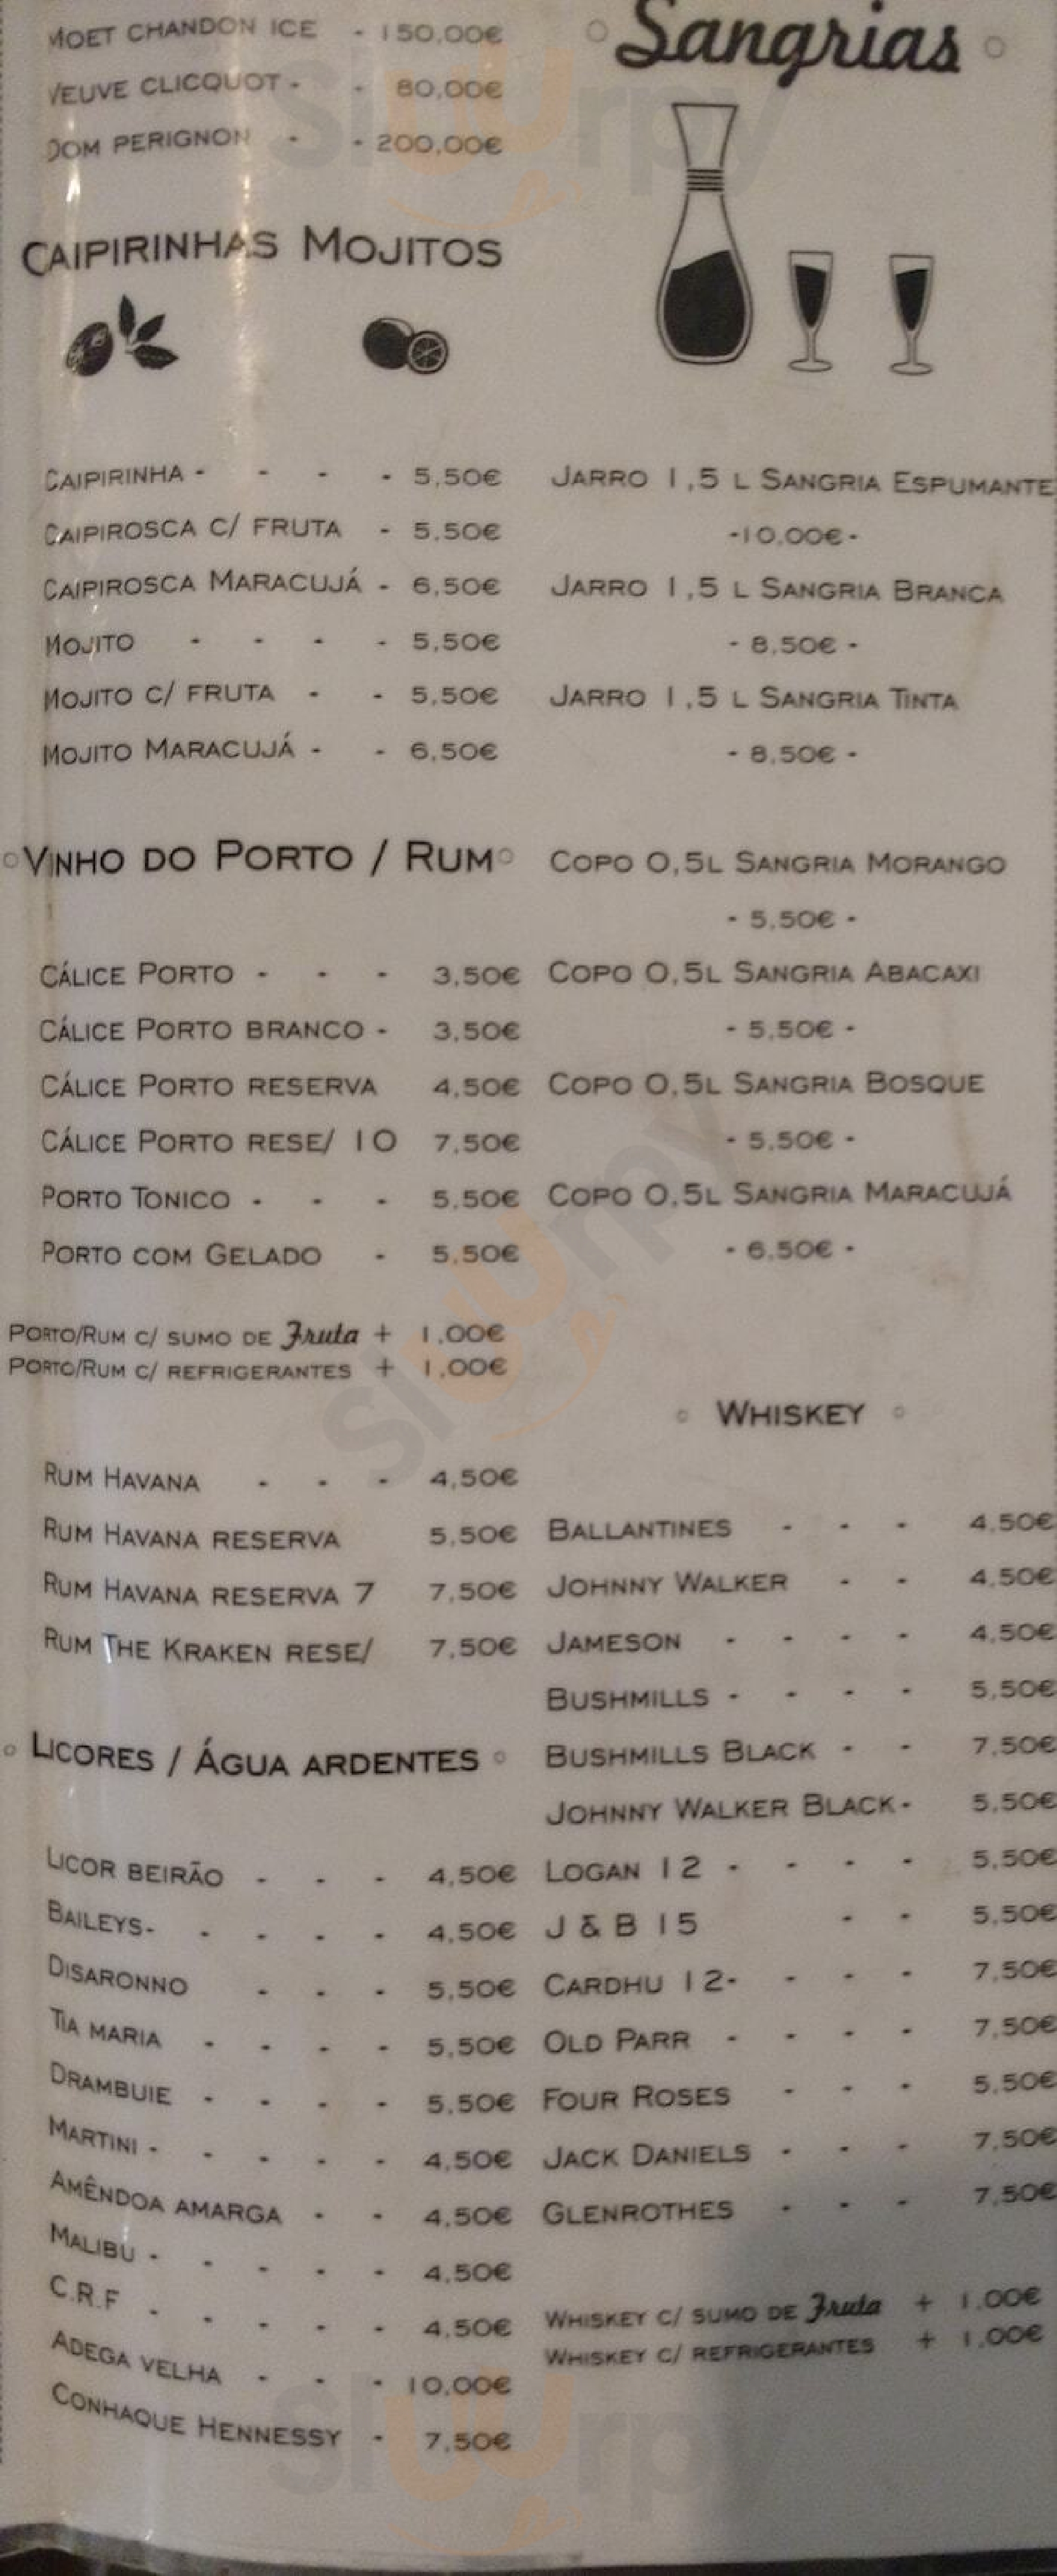 MOET CHANDON ICE - 150,00€
VEUVE CLICQUOT - - 80,00€
DOM PERIGNON - - 200,00€
CAIPIRINHAS MOJITOS
CAIPIRINHA - - - - 5,50€
CAIPIROSCA C/ FRUTA - 5,50€
CAIPIROSCA MARACUJÁ - 6,50€
MOJITO - - - - 5,50€
MOJITO C/ FRUTA - - 5,50€
MOJITO MARACUJÁ - - 6,50€
VINHO DO PORTO / RUM
CÁLICE PORTO - - - 3,50€
CÁLICE PORTO BRANCO - 3,50€
CÁLICE PORTO RESERVA 4,50€
CÁLICE PORTO RESE/ 10 7,50€
PORTO TONICO - - - 5,50€
PORTO COM GELADO - 5,50€
PORTO/RUM C/ SUMO DE Fruta + 1,00€
PORTO/RUM C/ REFRIGERANTES + 1,00€
RUM HAVANA - - - 4,50€
RUM HAVANA RESERVA 5,50€
RUM HAVANA RESERVA 7 7,50€
RUM THE KRAKEN RESE/ 7,50€
LICORES / ÁGUA ARDENTES
LICOR BEIRÃO - - - 4,50€
BAILEYS- - - - - 4,50€
DISARONNO - - - 5,50€
TIA MARIA - - - - 5,50€
DRAMBUIE - - - - 5,50€
MARTINI - - - - - 4,50€
AMÊNDOA AMARGA - - 4,50€
MALIBU - - - - - 4,50€
C.R.F - - - - - 4,50€
ADEGA VELHA - - - 10,00€
CONHAQUE HENNESSY - 7,50€
Sangrias
JARRO 1,5 L SANGRIA ESPUMANTE
-10,00€-
JARRO 1,5 L SANGRIA BRANCA
- 8,50€ -
JARRO 1,5 L SANGRIA TINTA
- 8,50€ -
COPO 0,5L SANGRIA MORANGO
- 5,50€ -
COPO 0,5L SANGRIA ABACAXI
- 5,50€ -
COPO 0,5L SANGRIA BOSQUE
- 5,50€ -
COPO 0,5L SANGRIA MARACUJÁ
- 6,50€ -
WHISKEY
BALLANTINES - - - 4,50€
JOHNNY WALKER - - 4,50€
JAMESON - - - - 4,50€
BUSHMILLS - - - - 5,50€
BUSHMILLS BLACK - - 7,50€
JOHNNY WALKER BLACK- 5,50€
LOGAN 12 - - - - 5,50€
J & B 15 - - 5,50€
CARDHU 12- - - - 7,50€
OLD PARR - - - - 7,50€
FOUR ROSES - - - 5,50€
JACK DANIELS - - - 7,50€
GLENROTHES - - - 7,50€
WHISKEY C/ SUMO DE Fruta + 1,00€
WHISKEY C/ REFRIGERANTES + 1,00€
sluurpy
sluurpy
sluurpy